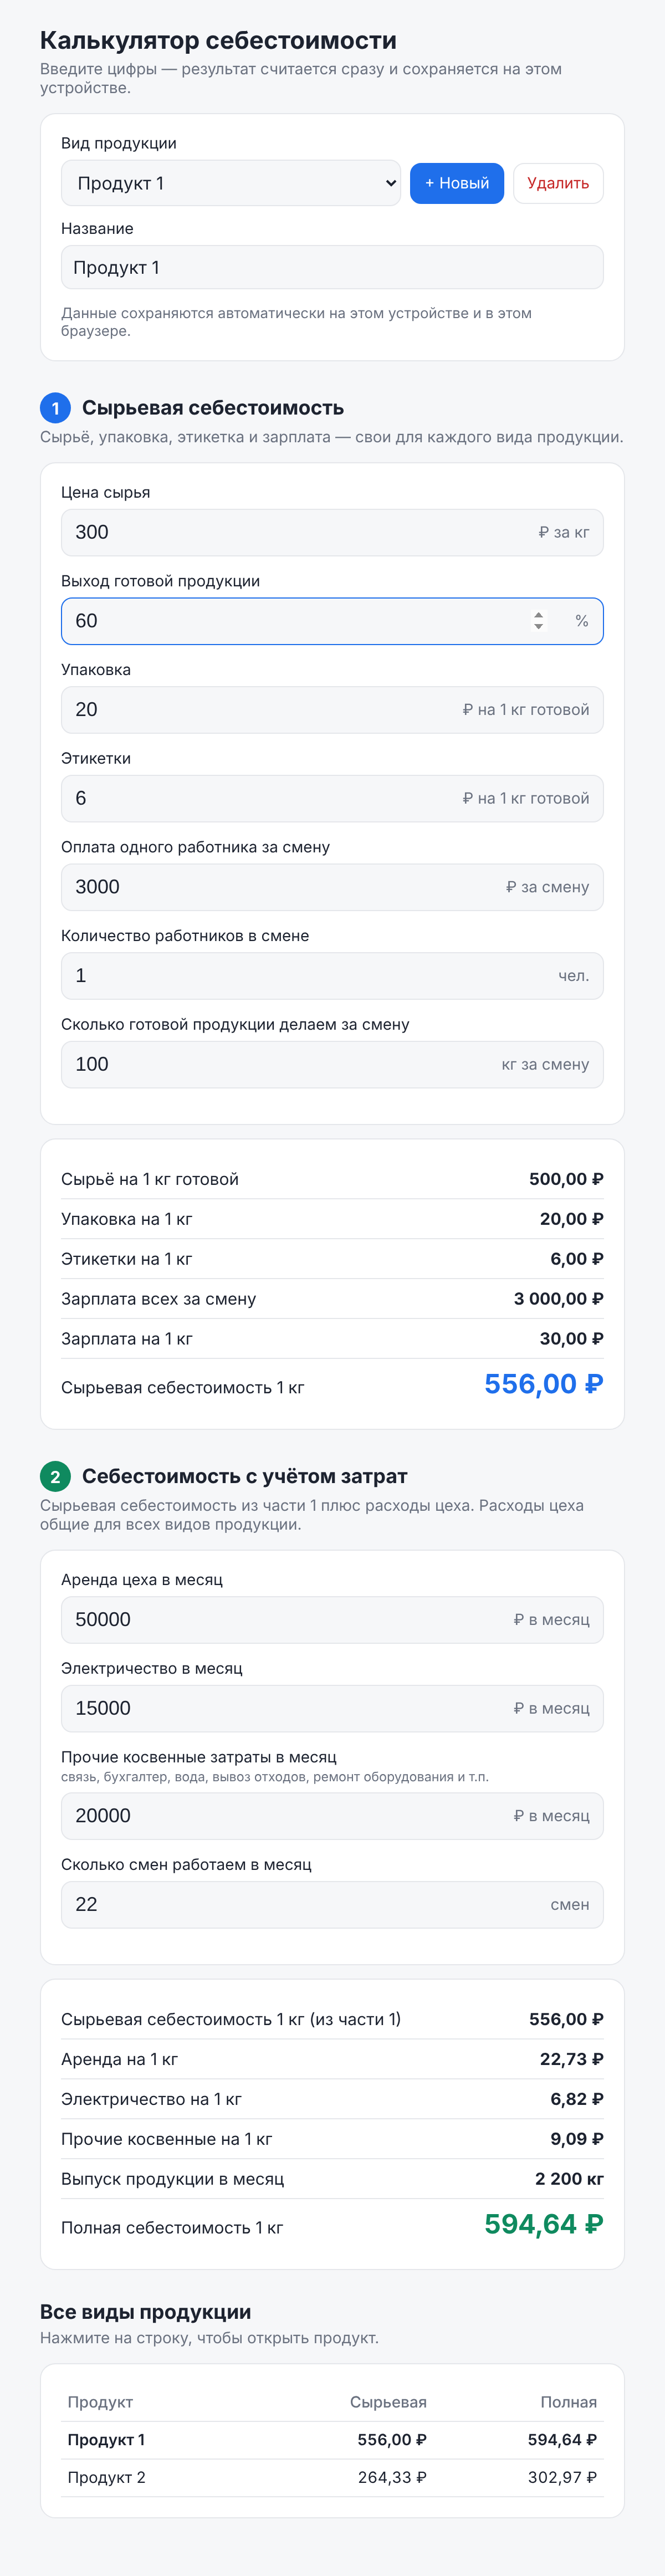 Калькулятор себестоимости
Введите цифры — результат считается сразу и сохраняется на этом
устройстве.
Вид продукции
Продукт 1
+ Новый
Удалить
Название
Продукт 1
Данные сохраняются автоматически на этом устройстве и в этом
браузере.
1 Сырьевая себестоимость
Сырьё, упаковка, этикетка и зарплата — свои для каждого вида продукции.
Цена сырья
300 ₽ за кг
Выход готовой продукции
60 %
Упаковка
20 ₽ на 1 кг готовой
Этикетки
6 ₽ на 1 кг готовой
Оплата одного работника за смену
3000 ₽ за смену
Количество работников в смене
1 чел.
Сколько готовой продукции делаем за смену
100 кг за смену
Сырьё на 1 кг готовой 500,00 ₽
Упаковка на 1 кг 20,00 ₽
Этикетки на 1 кг 6,00 ₽
Зарплата всех за смену 3 000,00 ₽
Зарплата на 1 кг 30,00 ₽
Сырьевая себестоимость 1 кг 556,00 ₽
2 Себестоимость с учётом затрат
Сырьевая себестоимость из части 1 плюс расходы цеха. Расходы цеха
общие для всех видов продукции.
Аренда цеха в месяц
50000 ₽ в месяц
Электричество в месяц
15000 ₽ в месяц
Прочие косвенные затраты в месяц
связь, бухгалтер, вода, вывоз отходов, ремонт оборудования и т.п.
20000 ₽ в месяц
Сколько смен работаем в месяц
22 смен
Сырьевая себестоимость 1 кг (из части 1) 556,00 ₽
Аренда на 1 кг 22,73 ₽
Электричество на 1 кг 6,82 ₽
Прочие косвенные на 1 кг 9,09 ₽
Выпуск продукции в месяц 2 200 кг
Полная себестоимость 1 кг 594,64 ₽
Все виды продукции
Нажмите на строку, чтобы открыть продукт.
Продукт Сырьевая Полная
Продукт 1 556,00 ₽ 594,64 ₽
Продукт 2 264,33 ₽ 302,97 ₽